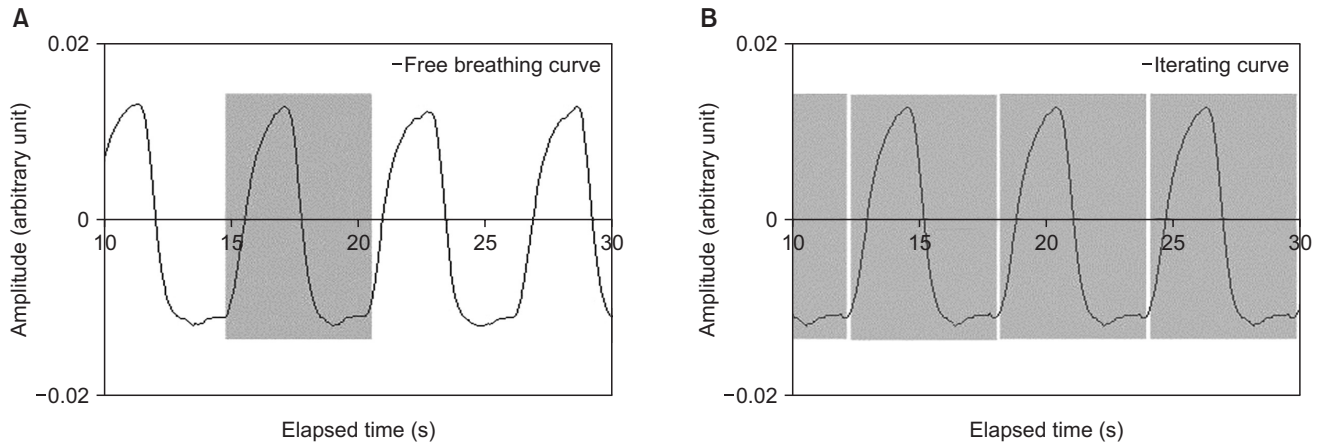 A
0.02
−Free breathing curve
Amplitude (arbitrary unit)
0
10 15 20 25 30
−0.02
Elapsed time (s)
B
0.02
−Iterating curve
Amplitude (arbitrary unit)
0
10 15 20 25 30
−0.02
Elapsed time (s)